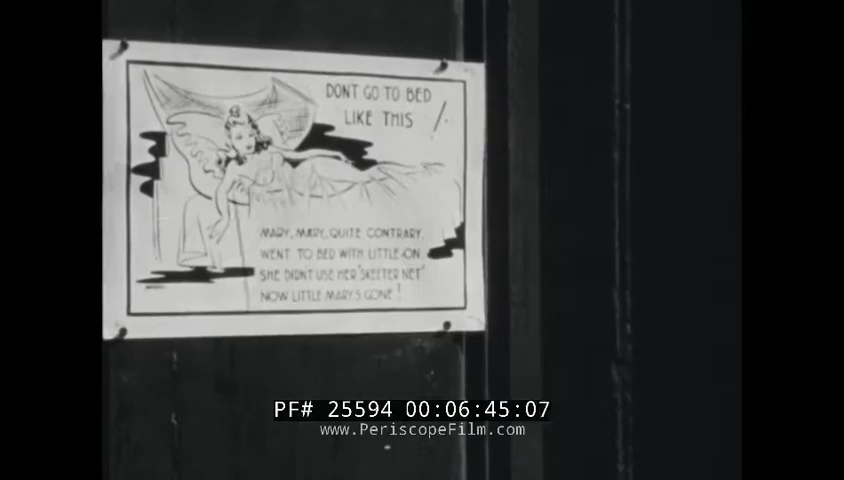 DONT GO TO BED
LIKE THIS !
MARY, MARY, QUITE CONTRARY,
WENT TO BED WITH LITTLE ON.
SHE DIDNT USE HER "SKEETER NET"
NOW LITTLE MARY'S GONE!
PF# 25594 00:06:45:07
www.PeriscopeFilm.com